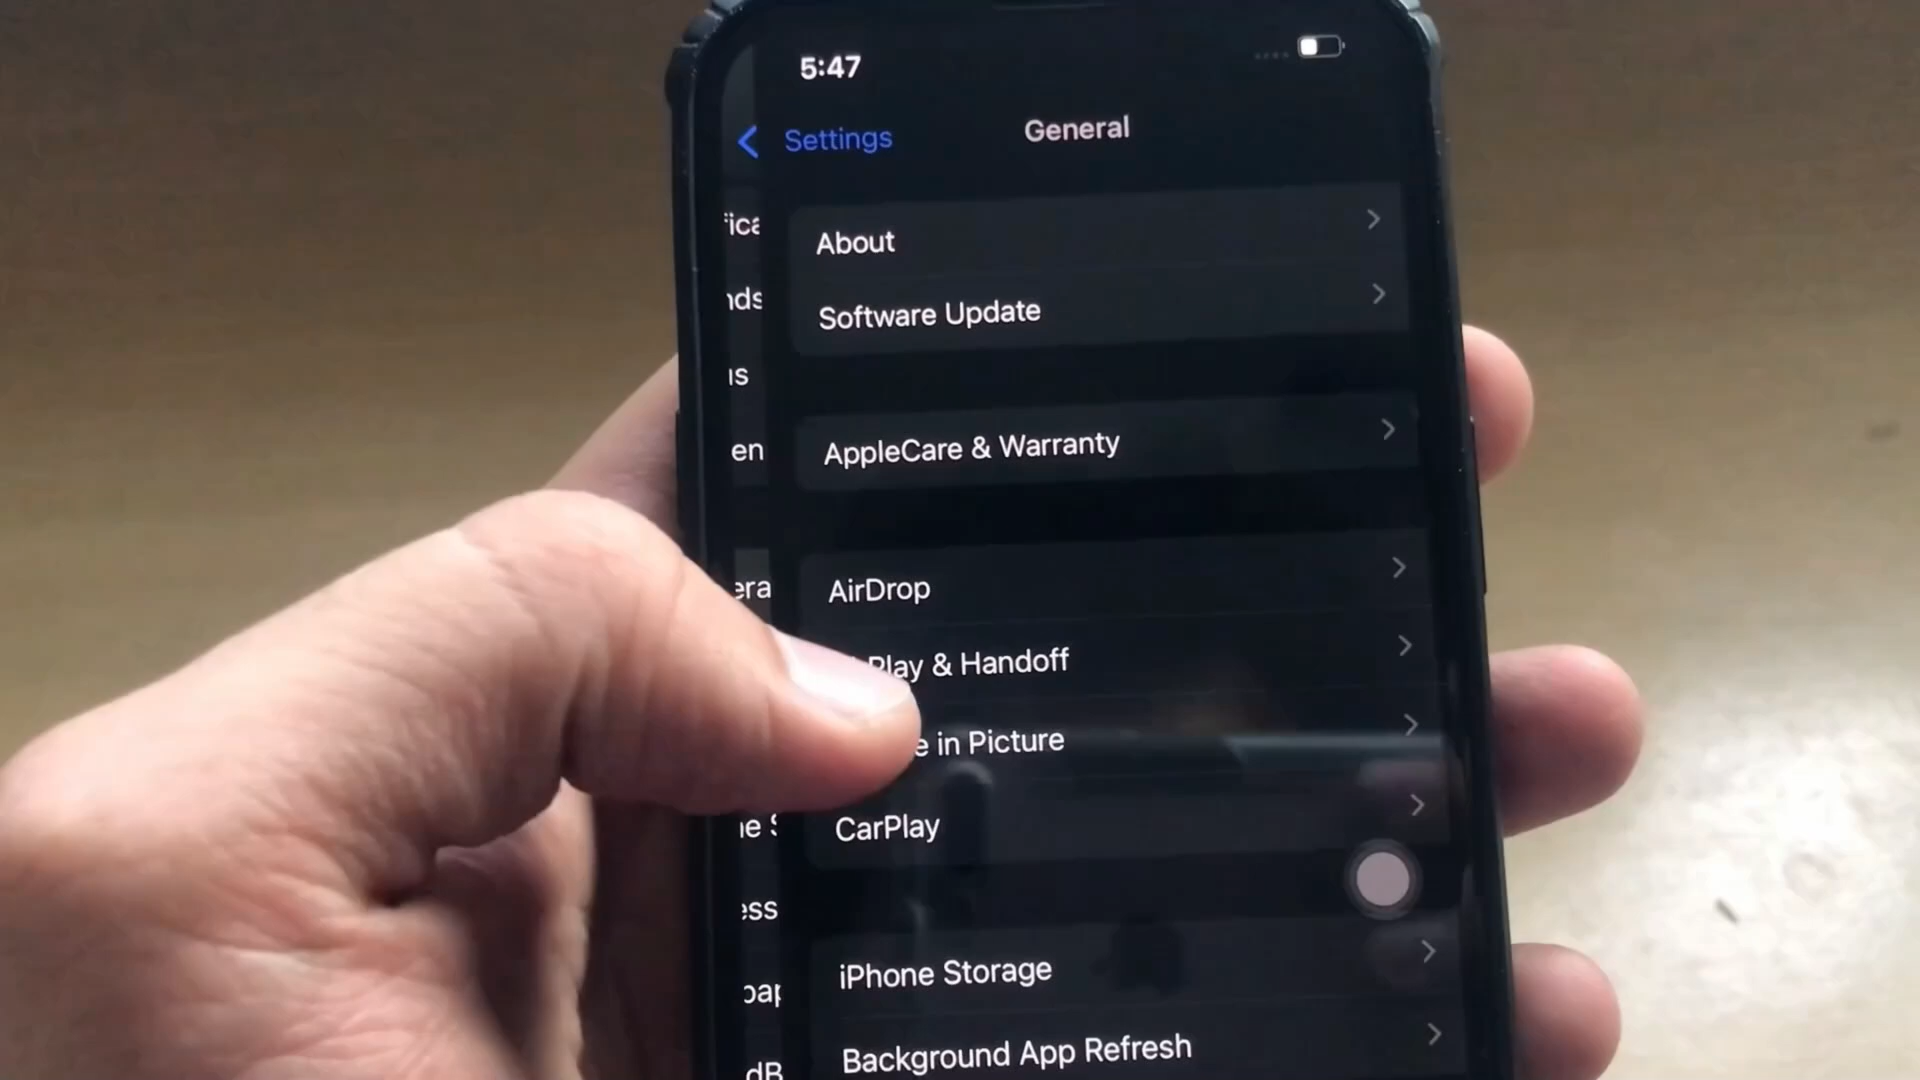 5:47
Settings
General
About
Software Update
AppleCare & Warranty
AirDrop
Play & Handoff
in Picture
CarPlay
iPhone Storage
Background App Refresh